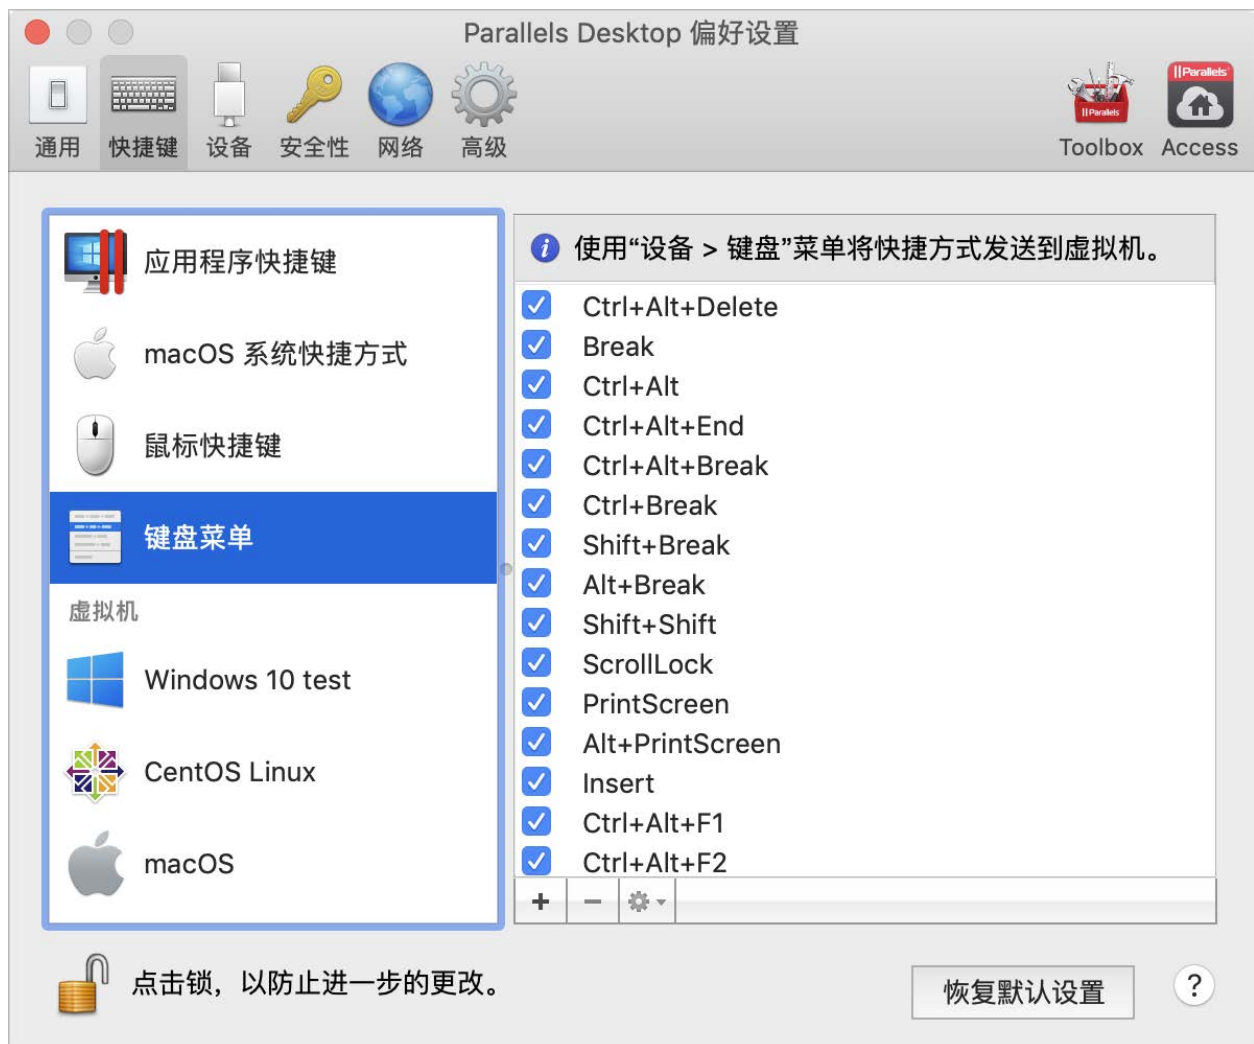 Parallels Desktop 偏好设置
通用 快捷键 设备 安全性 网络 高级 Toolbox Access
||Parallels
||Parallels
应用程序快捷键
macOS 系统快捷方式
鼠标快捷键
键盘菜单
虚拟机
Windows 10 test
CentOS Linux
macOS
使用“设备 > 键盘”菜单将快捷方式发送到虚拟机。
Ctrl+Alt+Delete
Break
Ctrl+Alt
Ctrl+Alt+End
Ctrl+Alt+Break
Ctrl+Break
Shift+Break
Alt+Break
Shift+Shift
ScrollLock
PrintScreen
Alt+PrintScreen
Insert
Ctrl+Alt+F1
Ctrl+Alt+F2
点击锁，以防止进一步的更改。
恢复默认设置
?